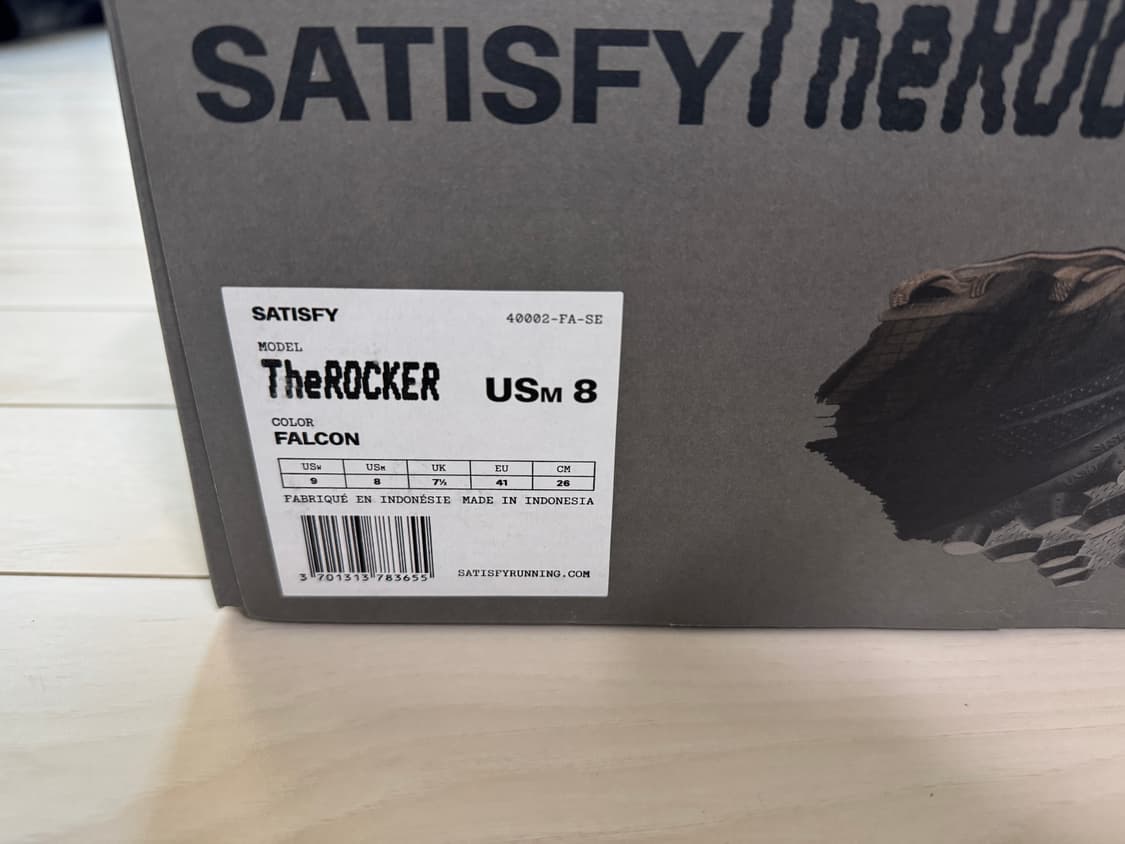 SATISFY TheROC
SATISFY 40002-FA-SE
MODEL
TheROCKER USM 8
COLOR
FALCON
USW USM UK EU CM
9 8 7½ 41 26
FABRIQUÉ EN INDONÉSIE MADE IN INDONESIA
3 701313 783655
SATISFYRUNNING.COM